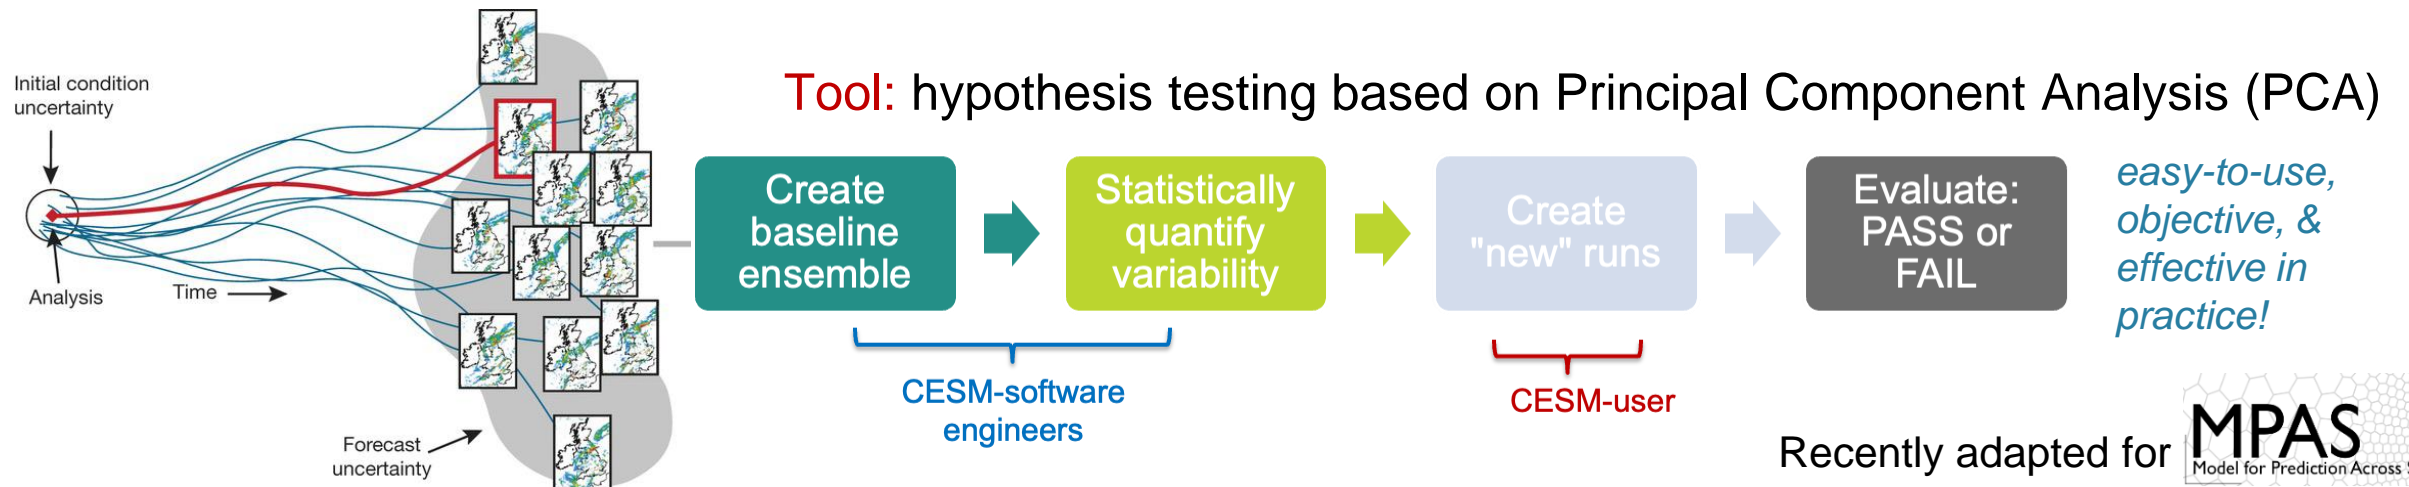 Initial condition
uncertainty
Analysis
Time
Forecast
uncertainty
Tool: hypothesis testing based on Principal Component Analysis (PCA)
Create
baseline
ensemble
Statistically
quantify
variability
Create
"new" runs
Evaluate:
PASS or
FAIL
easy-to-use,
objective, &
effective in
practice!
CESM-software
engineers
CESM-user
Recently adapted for
MPAS
Model for Prediction Across